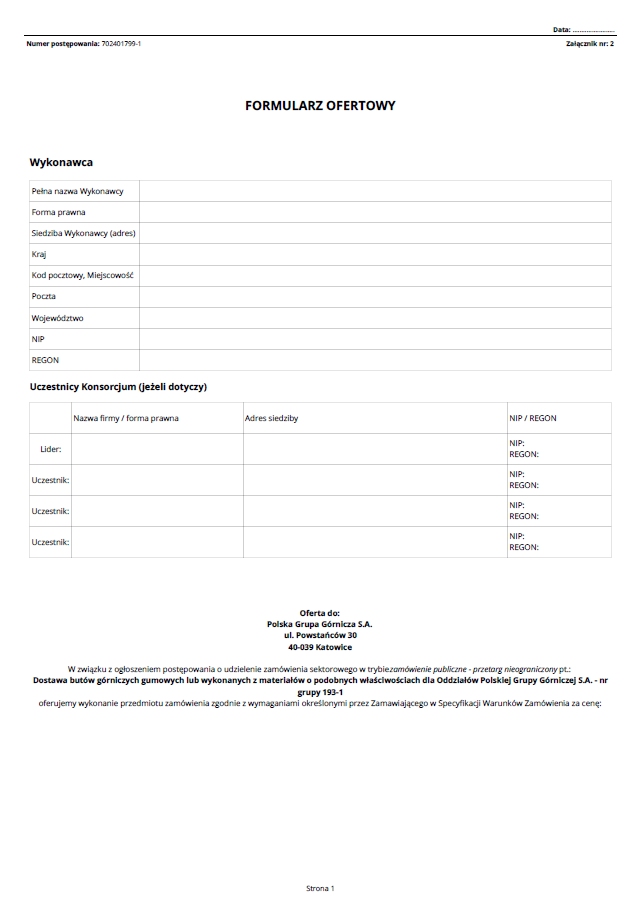 Data: ......................
Numer postępowania: 702401799-1 Załącznik nr: 2
FORMULARZ OFERTOWY
Wykonawca
Pełna nazwa Wykonawcy
Forma prawna
Siedziba Wykonawcy (adres)
Kraj
Kod pocztowy, Miejscowość
Poczta
Województwo
NIP
REGON
Uczestnicy Konsorcjum (jeżeli dotyczy)
Nazwa firmy / forma prawna Adres siedziby NIP / REGON
Lider: NIP:
REGON:
Uczestnik: NIP:
REGON:
Uczestnik: NIP:
REGON:
Uczestnik: NIP:
REGON:
Oferta do:
Polska Grupa Górnicza S.A.
ul. Powstańców 30
40-039 Katowice
W związku z ogłoszeniem postępowania o udzielenie zamówienia sektorowego w trybiezamówienie publiczne - przetarg nieograniczony pt.:
Dostawa butów górniczych gumowych lub wykonanych z materiałów o podobnych właściwościach dla Oddziałów Polskiej Grupy Górniczej S.A. - nr
grupy 193-1
oferujemy wykonanie przedmiotu zamówienia zgodnie z wymaganiami określonymi przez Zamawiającego w Specyfikacji Warunków Zamówienia za cenę:
Strona 1